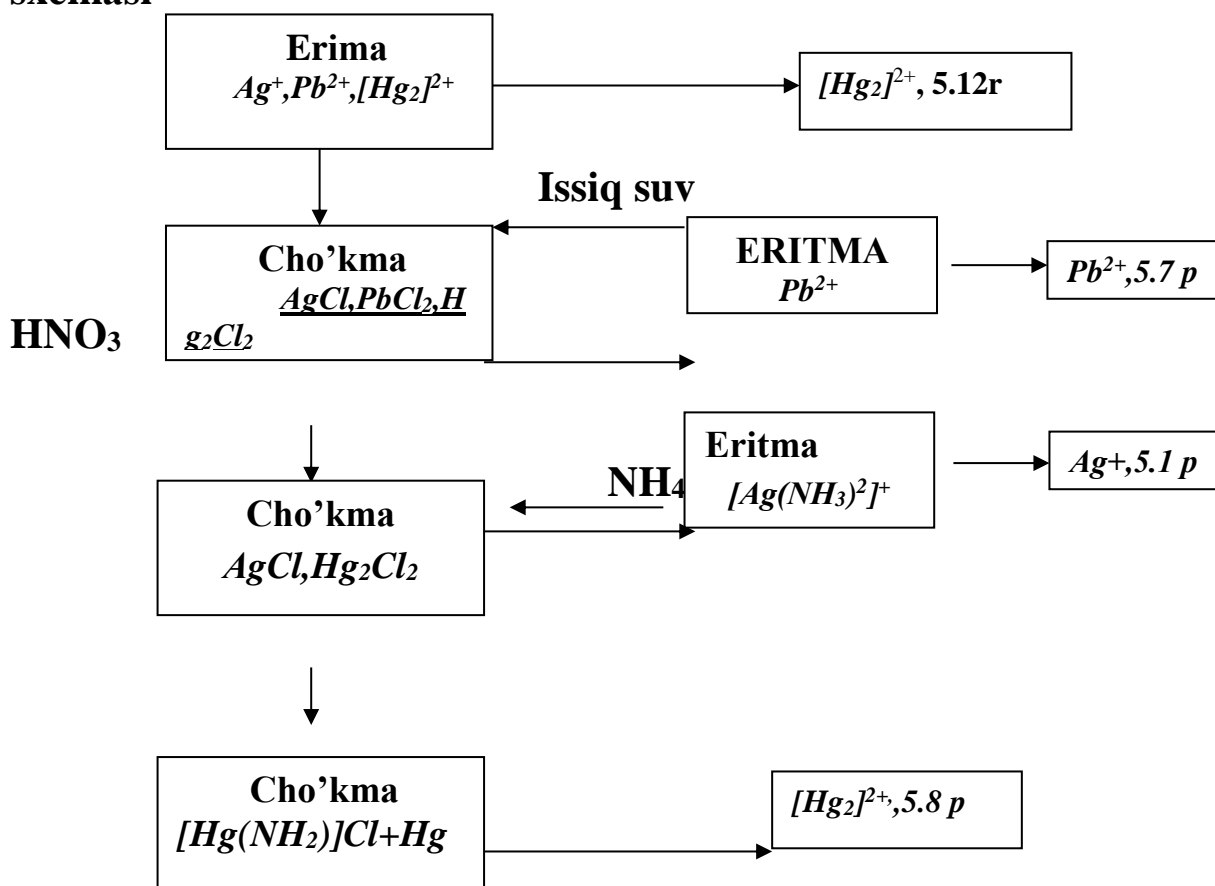 Erima
Ag⁺,Pb²⁺,[Hg₂]²⁺
[Hg₂]²⁺, 5.12r
Issiq suv
Cho’kma
AgCl,PbCl₂,H
g₂Cl₂
ERITMA
Pb²⁺
Pb²⁺,5.7 p
HNO₃
Eritma
[Ag(NH₃)²]⁺
Ag+,5.1 p
NH₄
Cho’kma
AgCl,Hg₂Cl₂
Cho’kma
[Hg(NH₂)]Cl+Hg
[Hg₂]²⁺,,5.8 p